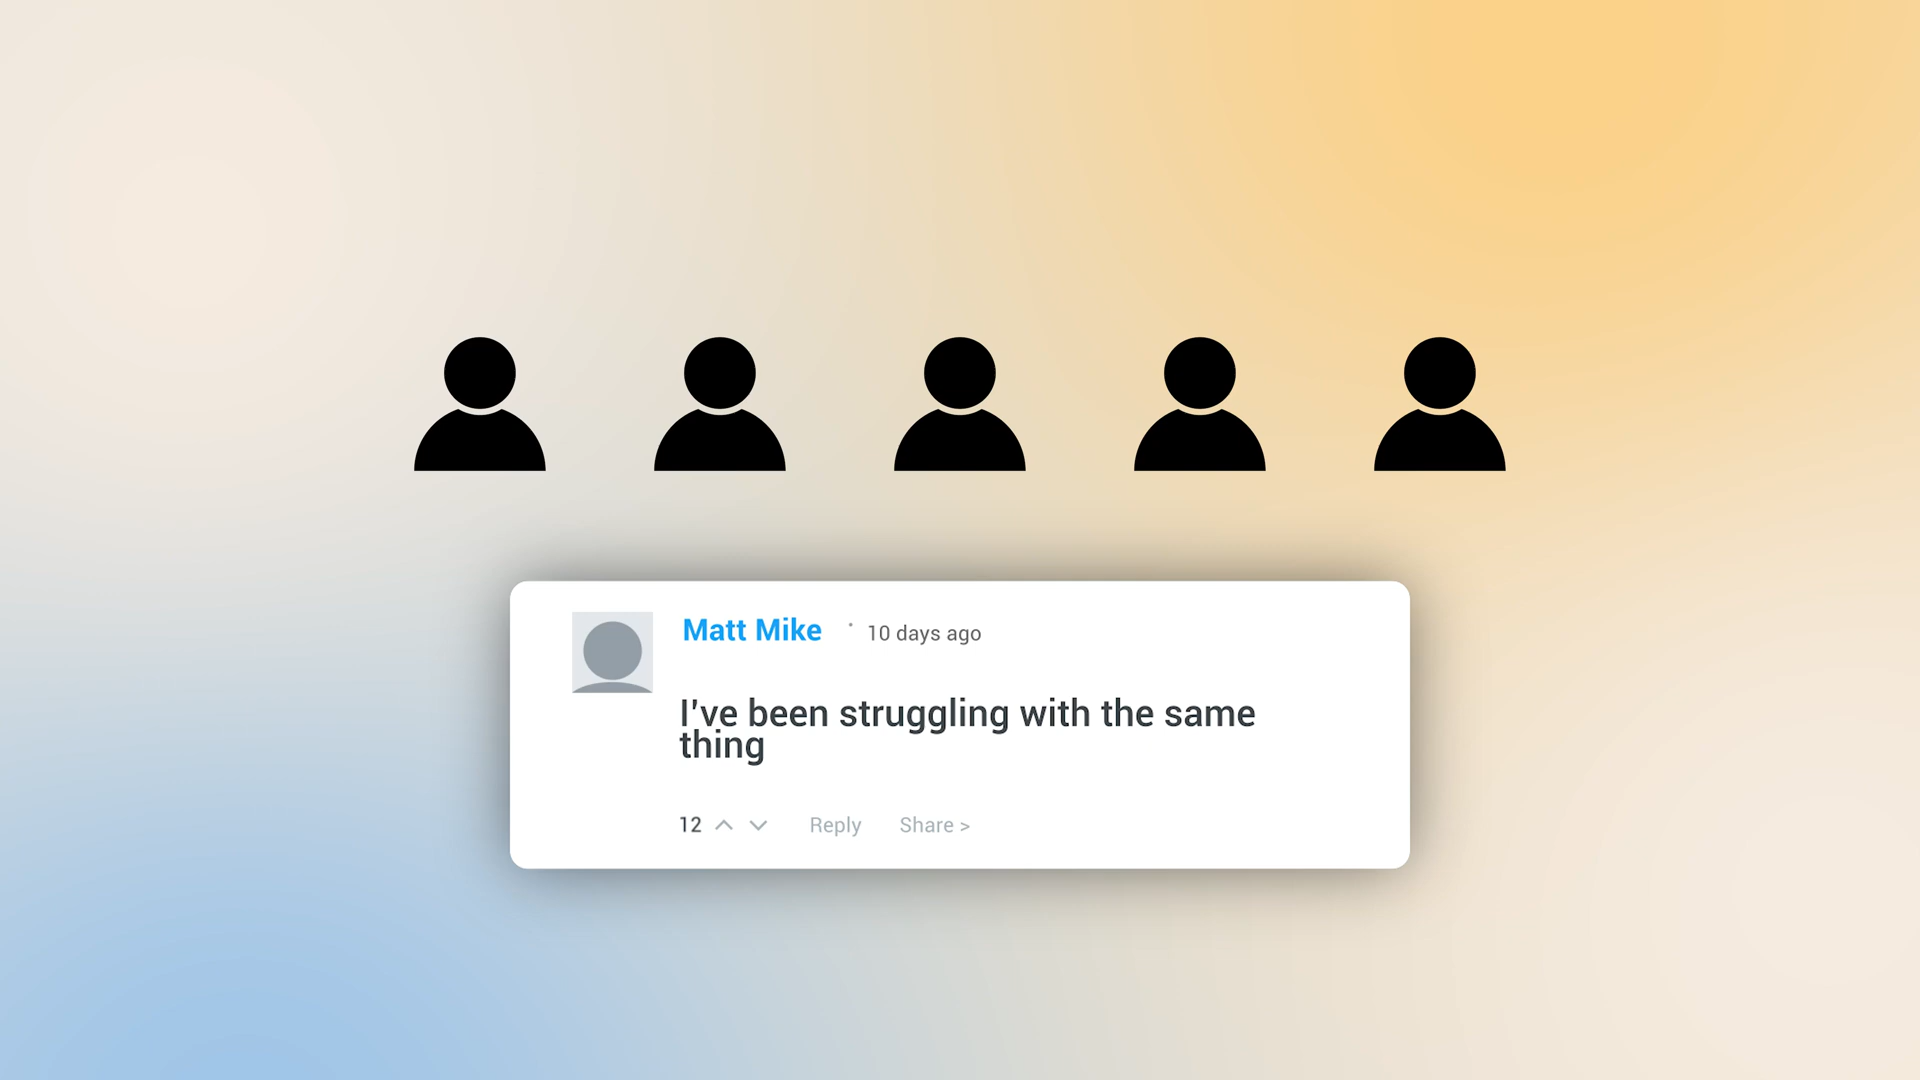 Matt Mike · 10 days ago
I've been struggling with the same
thing
12 Reply Share >